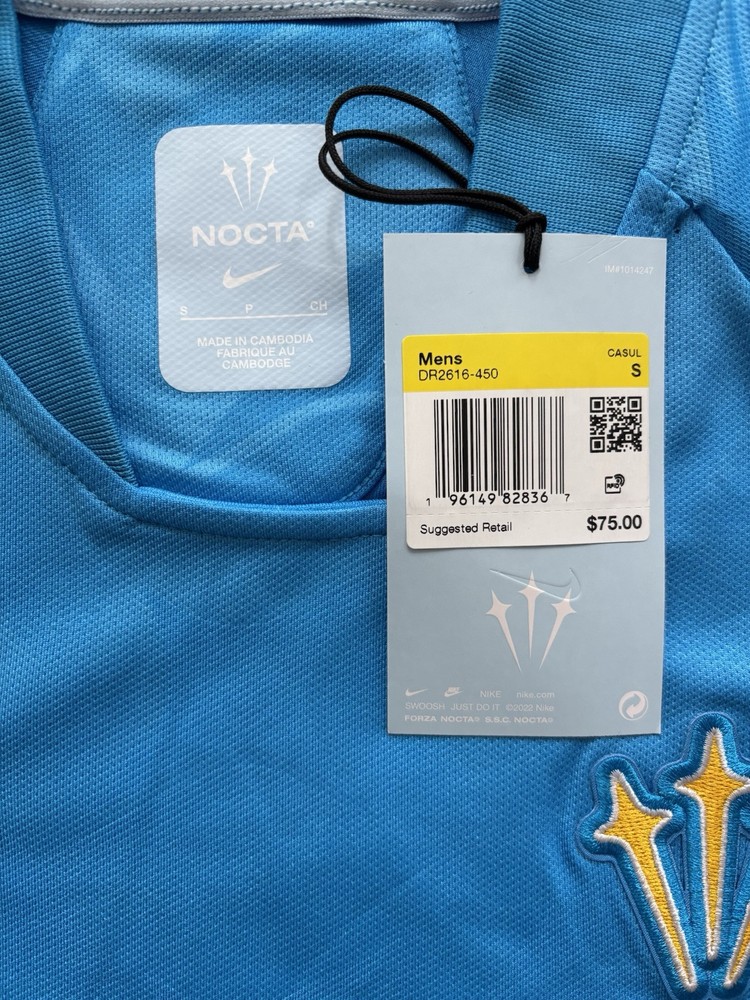 NOCTA®
S P CH
MADE IN CAMBODIA
FABRIQUE AU
CAMBODGE
IM#1014247
Mens
DR2616-450
CASUL
S
RFID
1 96149 82836 7
Suggested Retail
$75.00
NIKE nike.com
SWOOSH JUST DO IT ©2022 Nike
FORZA NOCTA® S.S.C. NOCTA®